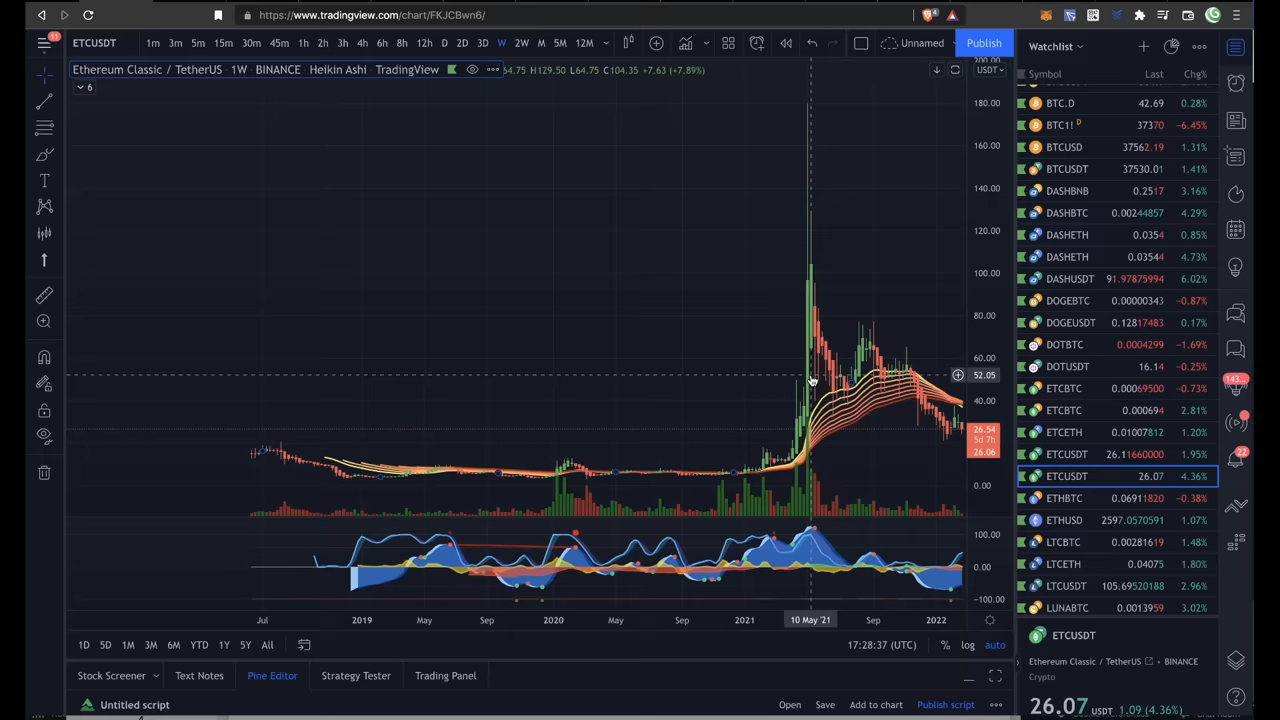 https://www.tradingview.com/chart/FKJCBwn6/
ETCUSDT 1m 3m 5m 15m 30m 45m 1h 2h 3h 4h 6h 8h 12h D 2D 3D W 2W M 5M 12M Unnamed Publish
11
Ethereum Classic / TetherUS · 1W · BINANCE · Heikin Ashi · TradingView 64.75 H129.50 L64.75 C104.35 +7.63 (+7.89%) USDT
6
200.00
180.00
160.00
140.00
120.00
100.00
80.00
60.00
52.05
40.00
26.54
5d 7h
26.06
0.00
100.00
0.00
−100.00
Jul 2019 May Sep 2020 May Sep 2021 10 May '21 Sep 2022
1D 5D 1M 3M 6M YTD 1Y 5Y All 17:28:37 (UTC) % log auto
Stock Screener Text Notes Pine Editor Strategy Tester Trading Panel
Untitled script Open Save Add to chart Publish script
Watchlist
Symbol Last Chg%
BTC.D 42.69 0.28%
BTC1! D 37370 −6.45%
BTCUSD 37562.19 1.31%
BTCUSDT 37530.01 1.41%
DASHBNB 0.2517 3.16%
DASHBTC 0.00244857 4.29%
DASHETH 0.0354 0.85%
DASHETH 0.03544 4.73%
DASHUSDT 91.97875994 6.02%
DOGEBTC 0.00000343 −0.87%
DOGEUSDT 0.12817483 0.17%
DOTBTC 0.0004299 −1.69%
DOTUSDT 16.14 −0.25%
ETCBTC 0.00069500 −0.73%
ETCBTC 0.000694 2.81%
ETCETH 0.01007812 1.20%
ETCUSDT 26.11660000 1.95%
ETCUSDT 26.07 4.36%
ETHBTC 0.06911820 −0.38%
ETHUSD 2597.0570591 1.07%
LTCBTC 0.00281619 1.48%
LTCETH 0.04075 1.80%
LTCUSDT 105.69520188 2.96%
LUNABTC 0.0013959 3.02%
ETCUSDT
Ethereum Classic / TetherUS · BINANCE
Crypto
26.07 USDT 1.09 (4.36%)
143...
22